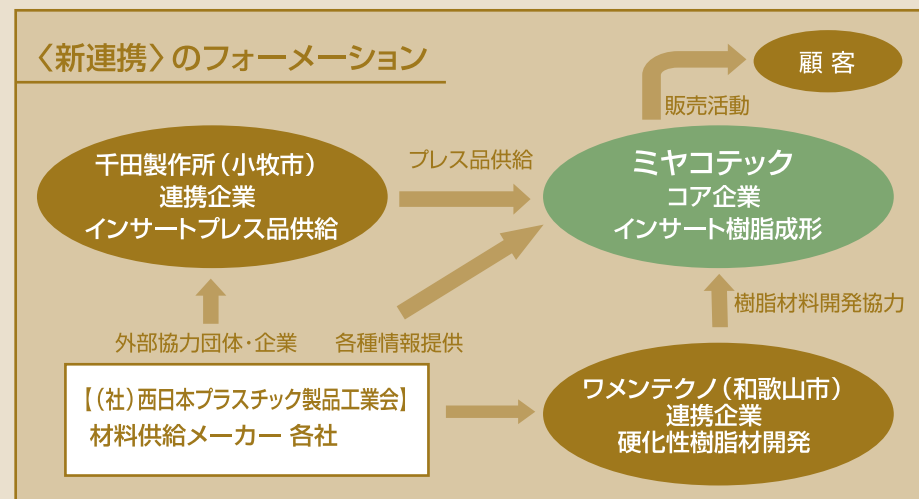 〈新連携〉のフォーメーション
顧 客
販売活動
千田製作所(小牧市)
連携企業
インサートプレス品供給
プレス品供給
ミヤコテック
コア企業
インサート樹脂成形
樹脂材料開発協力
外部協力団体・企業
各種情報提供
【(社)西日本プラスチック製品工業会】
材料供給メーカー 各社
ワメンテクノ(和歌山市)
連携企業
硬化性樹脂材開発